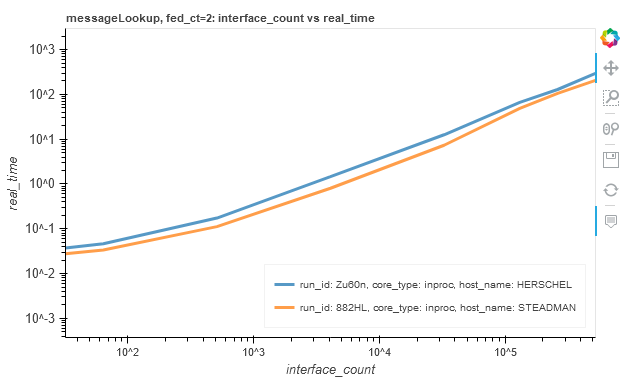 messageLookup, fed_ct=2: interface_count vs real_time
10^3
10^2
10^1
10^0
10^-1
10^-2
10^-3
real_time
run_id: Zu60n, core_type: inproc, host_name: HERSCHEL
run_id: 882HL, core_type: inproc, host_name: STEADMAN
10^2
10^3
10^4
10^5
interface_count